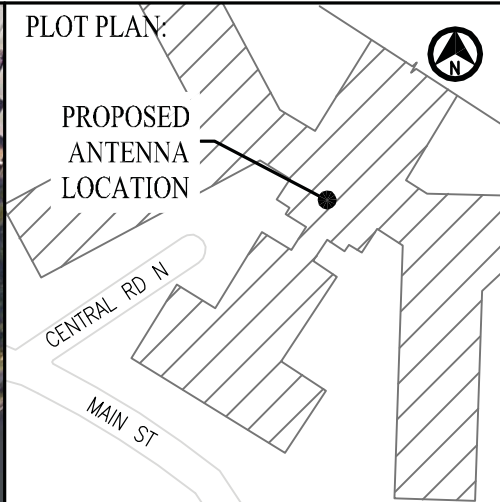 PLOT PLAN:
N
PROPOSED
ANTENNA
LOCATION
CENTRAL RD N
MAIN ST